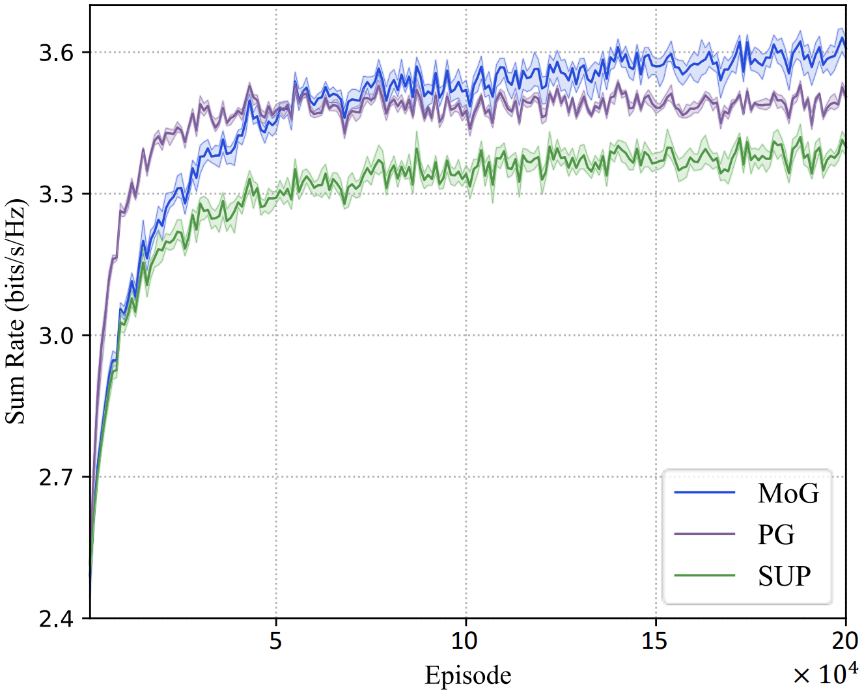 Sum Rate (bits/s/Hz)
3.6
3.3
3.0
2.7
2.4
MoG
PG
SUP
5
10
15
20
Episode
× 10⁴